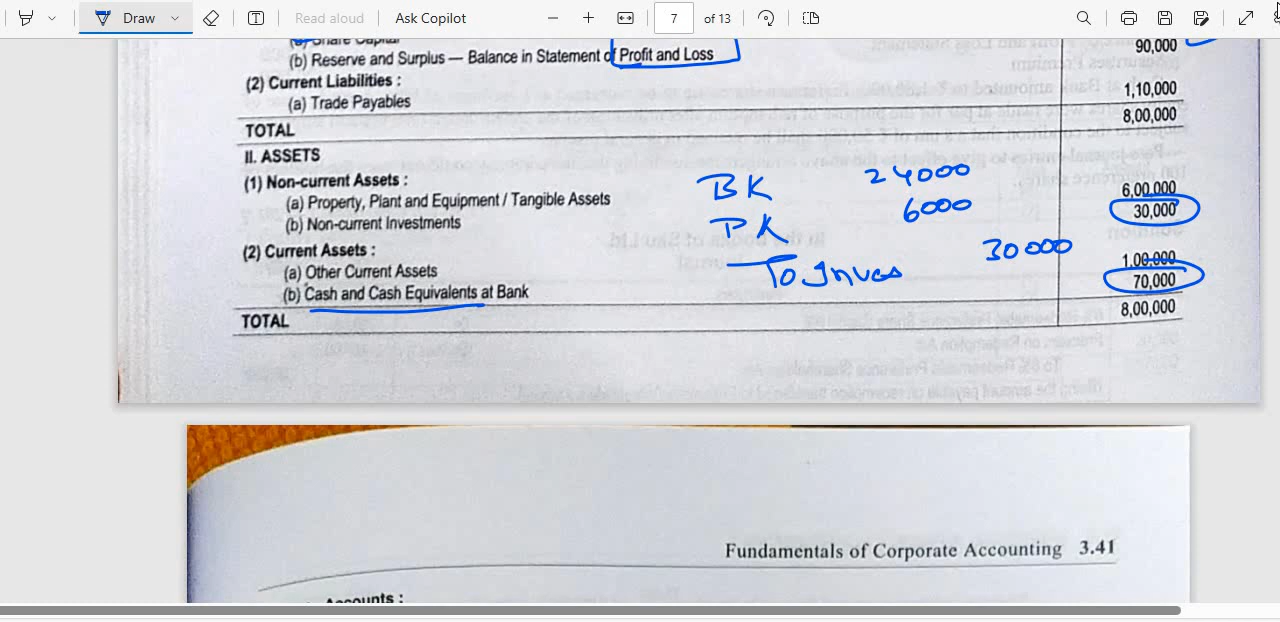 Draw
Read aloud
Ask Copilot
7 of 13
(a) Share Capital
(b) Reserve and Surplus — Balance in Statement of Profit and Loss 90,000
(2) Current Liabilities :
(a) Trade Payables 1,10,000
TOTAL 8,00,000
II. ASSETS
(1) Non-current Assets :
(a) Property, Plant and Equipment / Tangible Assets 6,00,000
(b) Non-current Investments 30,000
(2) Current Assets :
(a) Other Current Assets 1,00,000
(b) Cash and Cash Equivalents at Bank 70,000
TOTAL 8,00,000
BK 24000
PK 6000
To Inves 30000
Fundamentals of Corporate Accounting 3.41
Accounts :